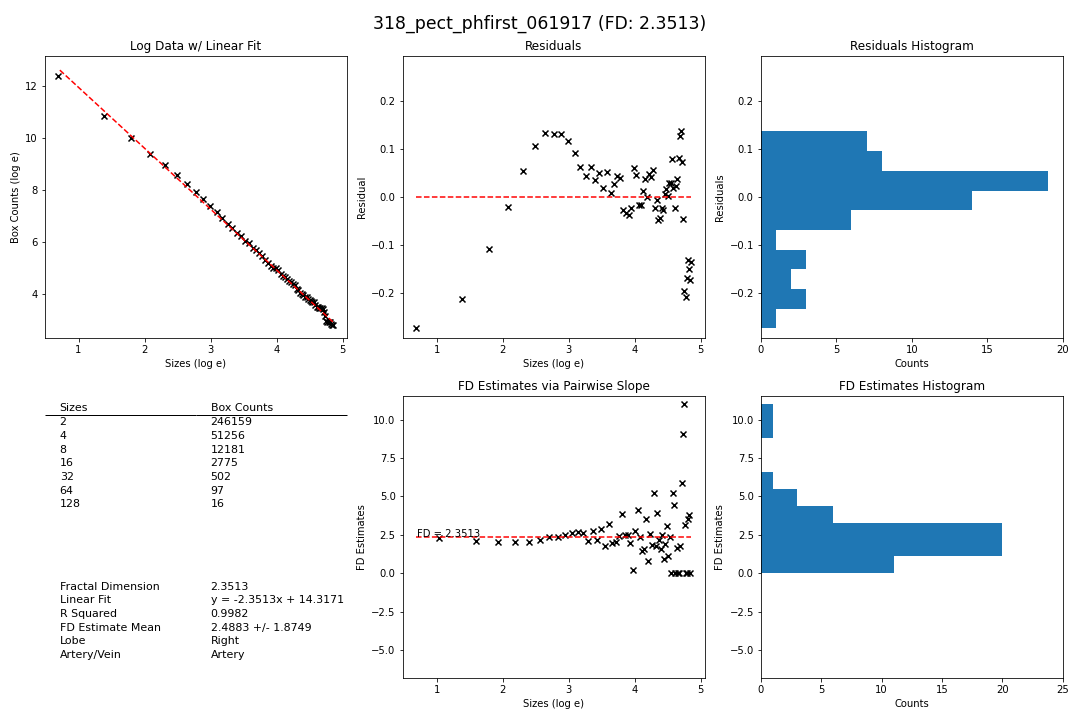 318_pect_phfirst_061917 (FD: 2.3513)
Log Data w/ Linear Fit
Residuals
Residuals Histogram
12
10
8
6
4
Box Counts (log e)
1 2 3 4 5
Sizes (log e)
0.2
0.1
0.0
−0.1
−0.2
Residual
1 2 3 4 5
Sizes (log e)
0.2
0.1
0.0
−0.1
−0.2
Residuals
0 5 10 15 20
Counts
Sizes Box Counts
2 246159
4 51256
8 12181
16 2775
32 502
64 97
128 16
Fractal Dimension 2.3513
Linear Fit y = -2.3513x + 14.3171
R Squared 0.9982
FD Estimate Mean 2.4883 +/- 1.8749
Lobe Right
Artery/Vein Artery
FD Estimates via Pairwise Slope
10.0
7.5
5.0
2.5
0.0
−2.5
−5.0
FD Estimates
FD = 2.3513
1 2 3 4 5
Sizes (log e)
FD Estimates Histogram
10.0
7.5
5.0
2.5
0.0
−2.5
−5.0
FD Estimates
0 5 10 15 20 25
Counts